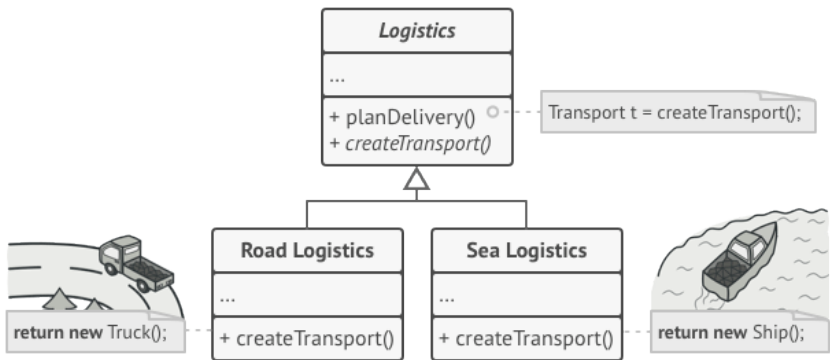 Logistics
...
+ planDelivery()
+ createTransport()
Transport t = createTransport();
Road Logistics
...
+ createTransport()
return new Truck();
Sea Logistics
...
+ createTransport()
return new Ship();